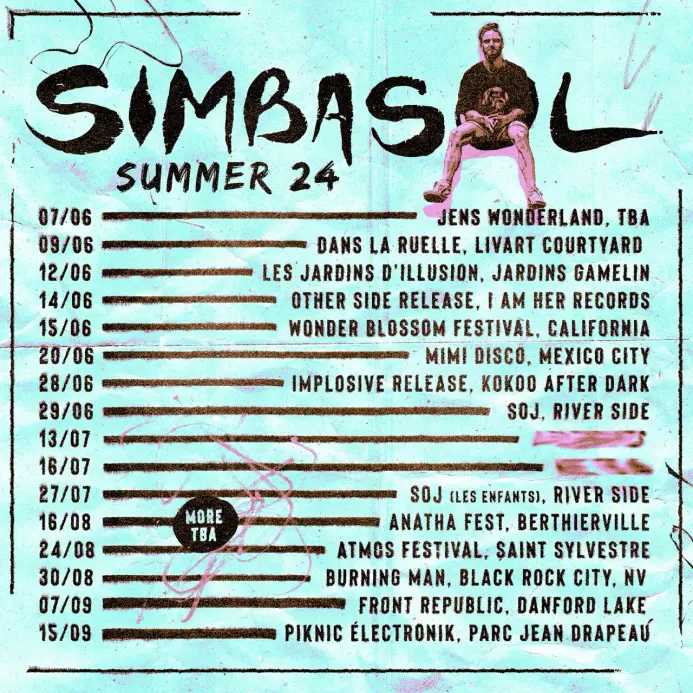 SIMBASOL
SUMMER 24
07/06 JENS WONDERLAND, TBA
09/06 DANS LA RUELLE, LIVART COURTYARD
12/06 LES JARDINS D'ILLUSION, JARDINS GAMELIN
14/06 OTHER SIDE RELEASE, I AM HER RECORDS
15/06 WONDER BLOSSOM FESTIVAL, CALIFORNIA
20/06 MIMI DISCO, MEXICO CITY
28/06 IMPLOSIVE RELEASE, KOKOO AFTER DARK
29/06 SOJ, RIVER SIDE
13/07
16/07
27/07 SOJ (LES ENFANTS), RIVER SIDE
16/08 ANATHA FEST, BERTHIERVILLE
24/08 ATMOS FESTIVAL, SAINT SYLVESTRE
30/08 BURNING MAN, BLACK ROCK CITY, NV
07/09 FRONT REPUBLIC, DANFORD LAKE
15/09 PIKNIC ÉLECTRONIK, PARC JEAN DRAPEAU
MORE
TBA